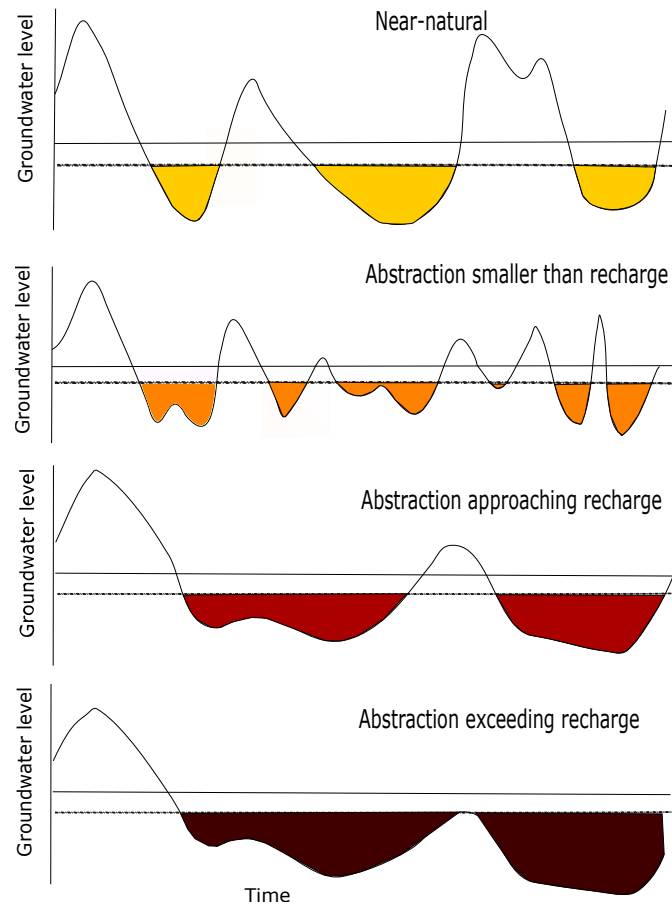 Near-natural
Groundwater level
Abstraction smaller than recharge
Groundwater level
Abstraction approaching recharge
Groundwater level
Abstraction exceeding recharge
Groundwater level
Time